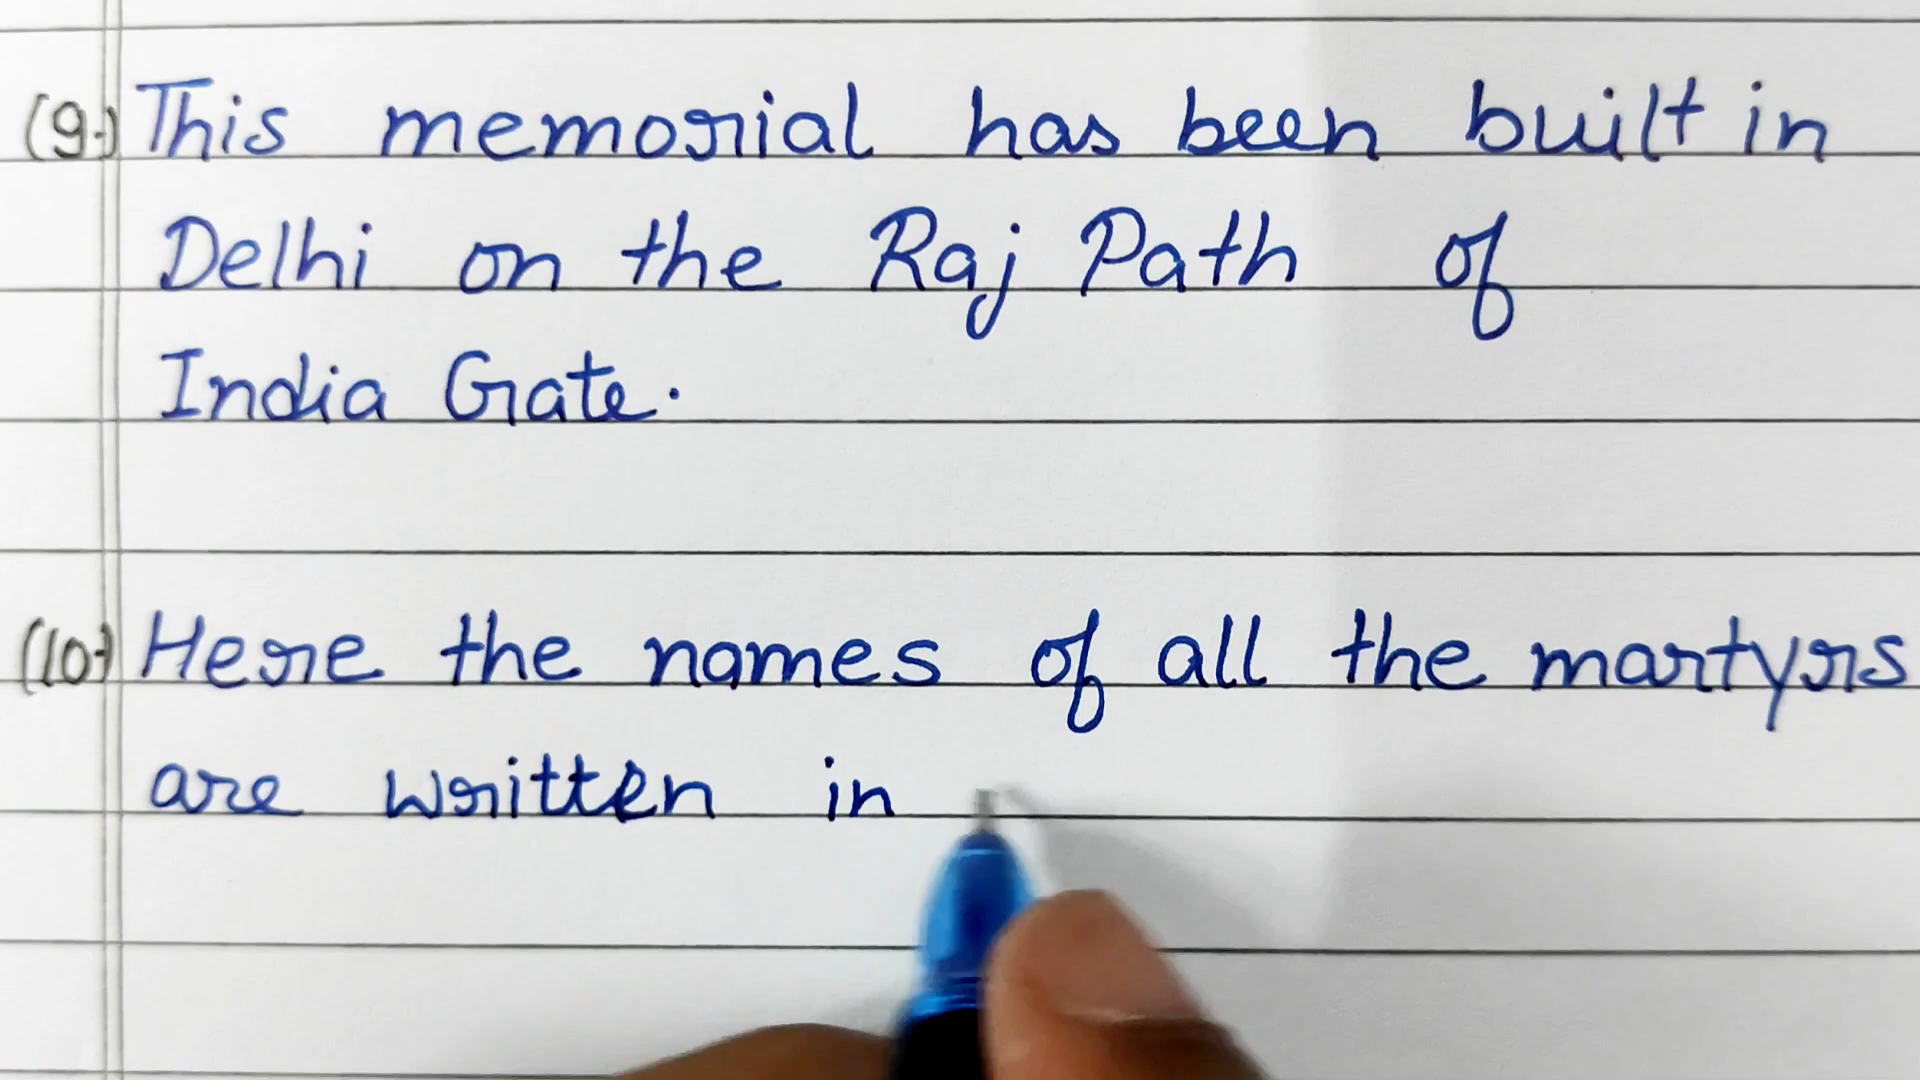 (9.) This memorial has been built in
Delhi on the Raj Path of
India Gate.
(10.) Here the names of all the martyrs
are written in